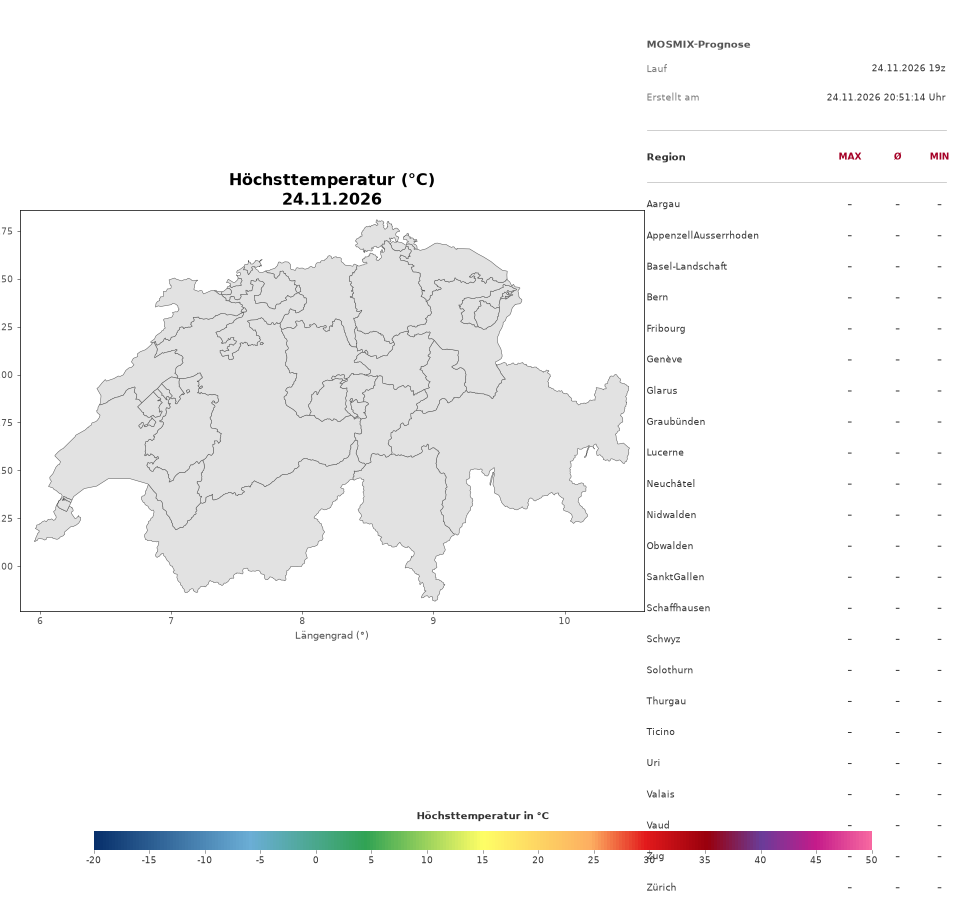 MOSMIX-Prognose
Lauf 24.11.2026 19z
Erstellt am 24.11.2026 20:51:14 Uhr
Region MAX Ø MIN
Höchsttemperatur (°C)
24.11.2026
75
50
25
00
75
50
25
00
6 7 8 9 10
Längengrad (°)
Aargau – – –
AppenzellAusserrhoden – – –
Basel-Landschaft – – –
Bern – – –
Fribourg – – –
Genève – – –
Glarus – – –
Graubünden – – –
Lucerne – – –
Neuchâtel – – –
Nidwalden – – –
Obwalden – – –
SanktGallen – – –
Schaffhausen – – –
Schwyz – – –
Solothurn – – –
Thurgau – – –
Ticino – – –
Uri – – –
Valais – – –
Vaud – – –
Zug – – –
Zürich – – –
Höchsttemperatur in °C
-20 -15 -10 -5 0 5 10 15 20 25 30 35 40 45 50